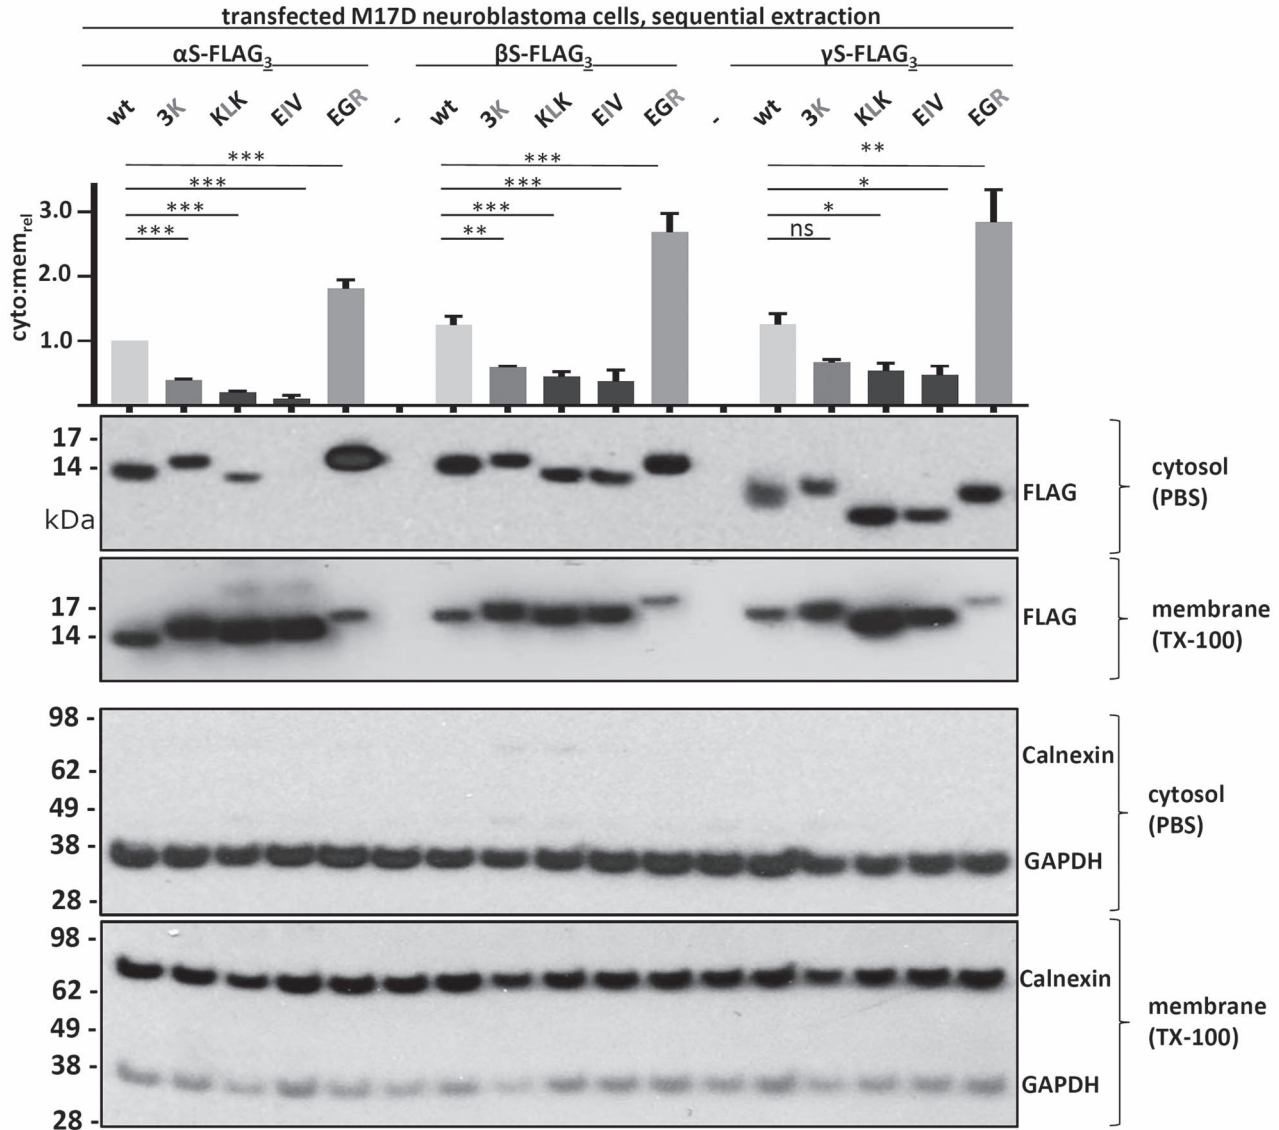 transfected M17D neuroblastoma cells, sequential extraction
αS-FLAG3 βS-FLAG3 γS-FLAG3
wt 3K KLK EIV EGR - wt 3K KLK EIV EGR - wt 3K KLK EIV EGR
*** *** **
*** *** *
*** *** *
*** ** ns
cyto:memrel
3.0
2.0
1.0
17 -
14 -
kDa
FLAG
cytosol
(PBS)
17 -
14 -
FLAG
membrane
(TX-100)
98 -
62 -
49 -
38 -
28 -
Calnexin
GAPDH
cytosol
(PBS)
98 -
62 -
49 -
38 -
28 -
Calnexin
GAPDH
membrane
(TX-100)